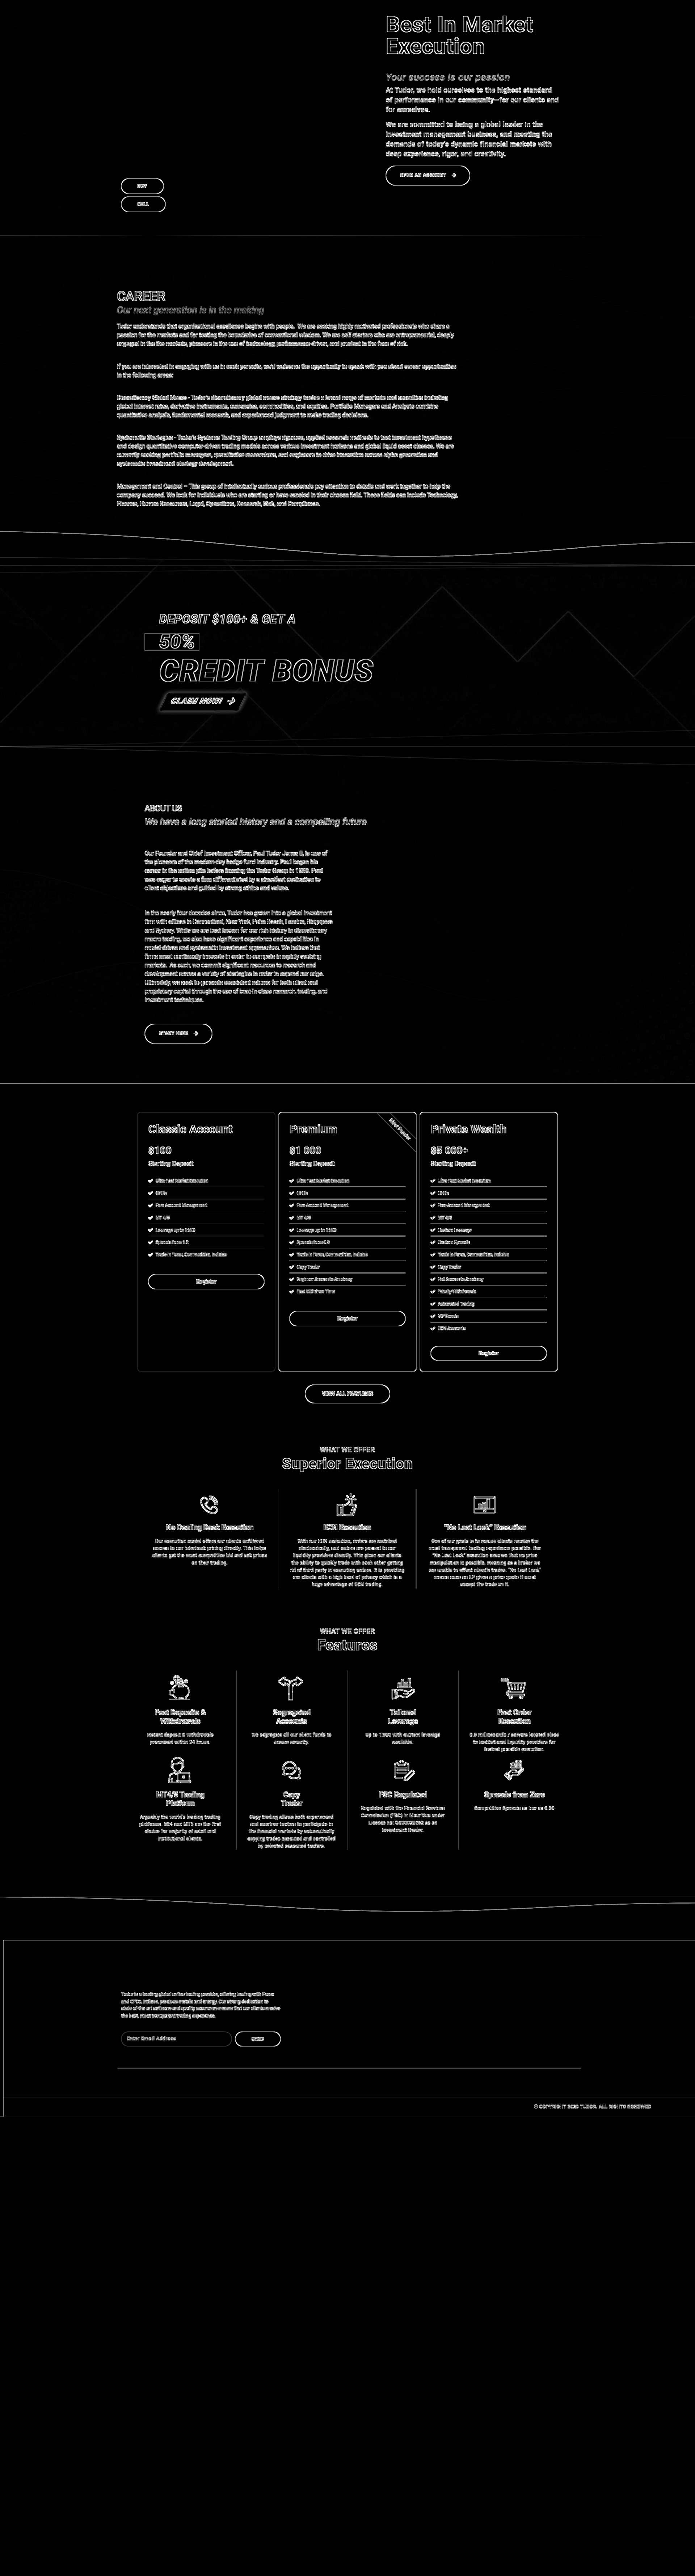 Best In Market
Execution
Your success is our passion
At Tudor, we hold ourselves to the highest standard
of performance in our community—for our clients and
for ourselves.
We are committed to being a global leader in the
investment management business, and meeting the
demands of today's dynamic financial markets with
deep experience, rigor, and creativity.
OPEN AN ACCOUNT
BUY
SELL
CAREER
Our next generation is in the making
Tudor understands that organizational excellence begins with people. We are seeking highly motivated professionals who share a
passion for the markets and for testing the boundaries of conventional wisdom. We are self starters who are entrepreneurial, deeply
engaged in the the markets, pioneers in the use of technology, performance-driven, and prudent in the face of risk.
If you are interested in engaging with us in such pursuits, we'd welcome the opportunity to speak with you about career opportunities
in the following areas:
Discretionary Global Macro - Tudor's discretionary global macro strategy trades a broad range of markets and securities including
global interest rates, derivative instruments, currencies, commodities, and equities. Portfolio Managers and Analysts combine
quantitative analysis, fundamental research, and experienced judgment to make trading decisions.
Systematic Strategies - Tudor's Systems Trading Group employs rigorous, applied research methods to test investment hypotheses
and design quantitative computer-driven trading models across various investment horizons and global liquid asset classes. We are
currently seeking portfolio managers, quantitative researchers, and engineers to drive innovation across alpha generation and
systematic investment strategy development.
Management and Control – This group of intellectually curious professionals pay attention to details and work together to help the
company succeed. We look for individuals who are starting or have excelled in their chosen field. These fields can include Technology,
Finance, Human Resources, Legal, Operations, Research, Risk, and Compliance.
DEPOSIT $100+ & GET A
50%
CREDIT BONUS
CLAIM NOW!!
ABOUT US
We have a long storied history and a compelling future
Our Founder and Chief Investment Officer, Paul Tudor Jones II, is one of
the pioneers of the modern-day hedge fund industry. Paul began his
career in the cotton pits before forming the Tudor Group in 1980. Paul
was eager to create a firm differentiated by a steadfast dedication to
client objectives and guided by strong ethics and values.
In the nearly four decades since, Tudor has grown into a global investment
firm with offices in Connecticut, New York, Palm Beach, London, Singapore
and Sydney. While we are best known for our rich history in discretionary
macro trading, we also have significant experience and capabilities in
model-driven and systematic investment approaches. We believe that
firms must continually innovate in order to compete in rapidly evolving
markets. As such, we commit significant resources to research and
development across a variety of strategies in order to expand our edge.
Ultimately, we seek to generate consistent returns for both client and
proprietary capital through the use of best-in-class research, trading, and
investment techniques.
START HERE
Classic Account
$100
Starting Deposit
Ultra-Fast Market Execution
CFDs
Free Account Management
MT 4/5
Leverage up to 1:500
Spreads from 1.5
Trade in Forex, Commodities, Indicies
Register
Most Popular
Premium
$1 000
Starting Deposit
Ultra-Fast Market Execution
CFDs
Free Account Management
MT 4/5
Leverage up to 1:500
Spreads from 0.5
Trade in Forex, Commodities, Indicies
Copy Trader
Beginner Access to Academy
Fast Withdraw Time
Register
Private Wealth
$5 000+
Starting Deposit
Ultra-Fast Market Execution
CFDs
Free Account Management
MT 4/5
Custom Leverage
Custom Spreads
Trade in Forex, Commodities, Indicies
Copy Trader
Full Access to Academy
Priority Withdrawals
Automated Trading
VIP Events
ECN Accounts
Register
VIEW ALL FEATURES
WHAT WE OFFER
Superior Execution
No Dealing Desk Execution
Our execution model offers our clients unfiltered
access to our interbank pricing directly. This helps
clients get the most competitive bid and ask prices
on their trading.
ECN Execution
With our ECN execution, orders are matched
electronically, and orders are passed to our
liquidity providers directly. This gives our clients
the ability to trade with each other getting
rid of third party in executing orders. It is providing
our clients with a high level of privacy which is a
huge advantage of ECN trading.
"No Last Look" Execution
One of our goals is to ensure clients receive the
most transparent trading experience possible. Our
"No Last Look" execution ensures that no price
manipulation is possible, meaning as a broker we
are unable to effect client's trades. "No Last Look"
means once an LP gives a price quote it must
accept the trade on it.
WHAT WE OFFER
Features
Fast Deposits &
Withdrawals
Instant deposit & withdrawals
processed within 24 hours.
Segregated
Accounts
We segregate all our client funds to
ensure security.
Tailored
Leverage
Up to 1:500 with custom leverage
available.
Fast Order
Execution
0.5 milliseconds / servers located close
to institutional liquidity providers for
fastest possible execution.
MT4/5 Trading
Platform
Arguably the world's leading trading
platforms. Mt4 and MT5 are the first
choice for majority of retail and
institutional clients.
Copy
Trader
Copy trading allows both experienced
and amateur traders to participate in
the financial markets by automatically
copying trades executed and controlled
by selected seasoned traders.
FSC Regulated
Regulated with the Financial Services
Commission (FSC) in Mauritius under
License no: as an
Investment Dealer.
Spreads from Zero
Competitive Spreads as low as 0.00
Tudor is a leading global online trading provider, offering trading with Forex
and CFDs, indices, precious metals and energy. Our strong dedication to
state-of-the-art software and quality assurance means that our clients receive
the best, most transparent trading experience.
Enter Email Address
SEND
© COPYRIGHT TUDOR. ALL RIGHTS RESERVED